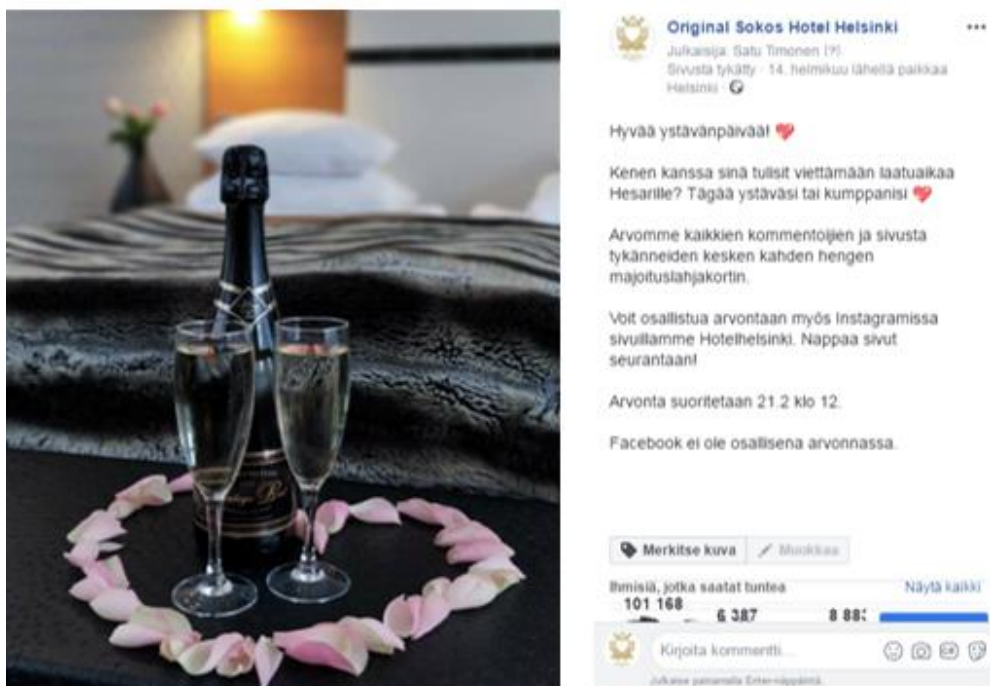 Original Sokos Hotel Helsinki
Julkaisija: Satu Timonen [?]
Sivusta tykätty · 14. helmikuu lähellä paikkaa
Helsinki
Hyvää ystävänpäivää!
Kenen kanssa sinä tulisit viettämään laatuaikaa
Hesarille? Tägää ystäväsi tai kumppanisi
Arvomme kaikkien kommentoijien ja sivusta
tykänneiden kesken kahden hengen
majoituslahjakortin.
Voit osallistua arvontaan myös Instagramissa
sivuillamme Hotelhelsinki. Nappaa sivut
seurantaan!
Arvonta suoritetaan 21.2 klo 12.
Facebook ei ole osallisena arvonnassa.
Merkitse kuva
Muokkaa
Ihmisiä, jotka saatat tuntea
Näytä kaikki
101 168
6 387
Kirjoita kommentti...
Julkaise painamalla Enter-näppäintä.